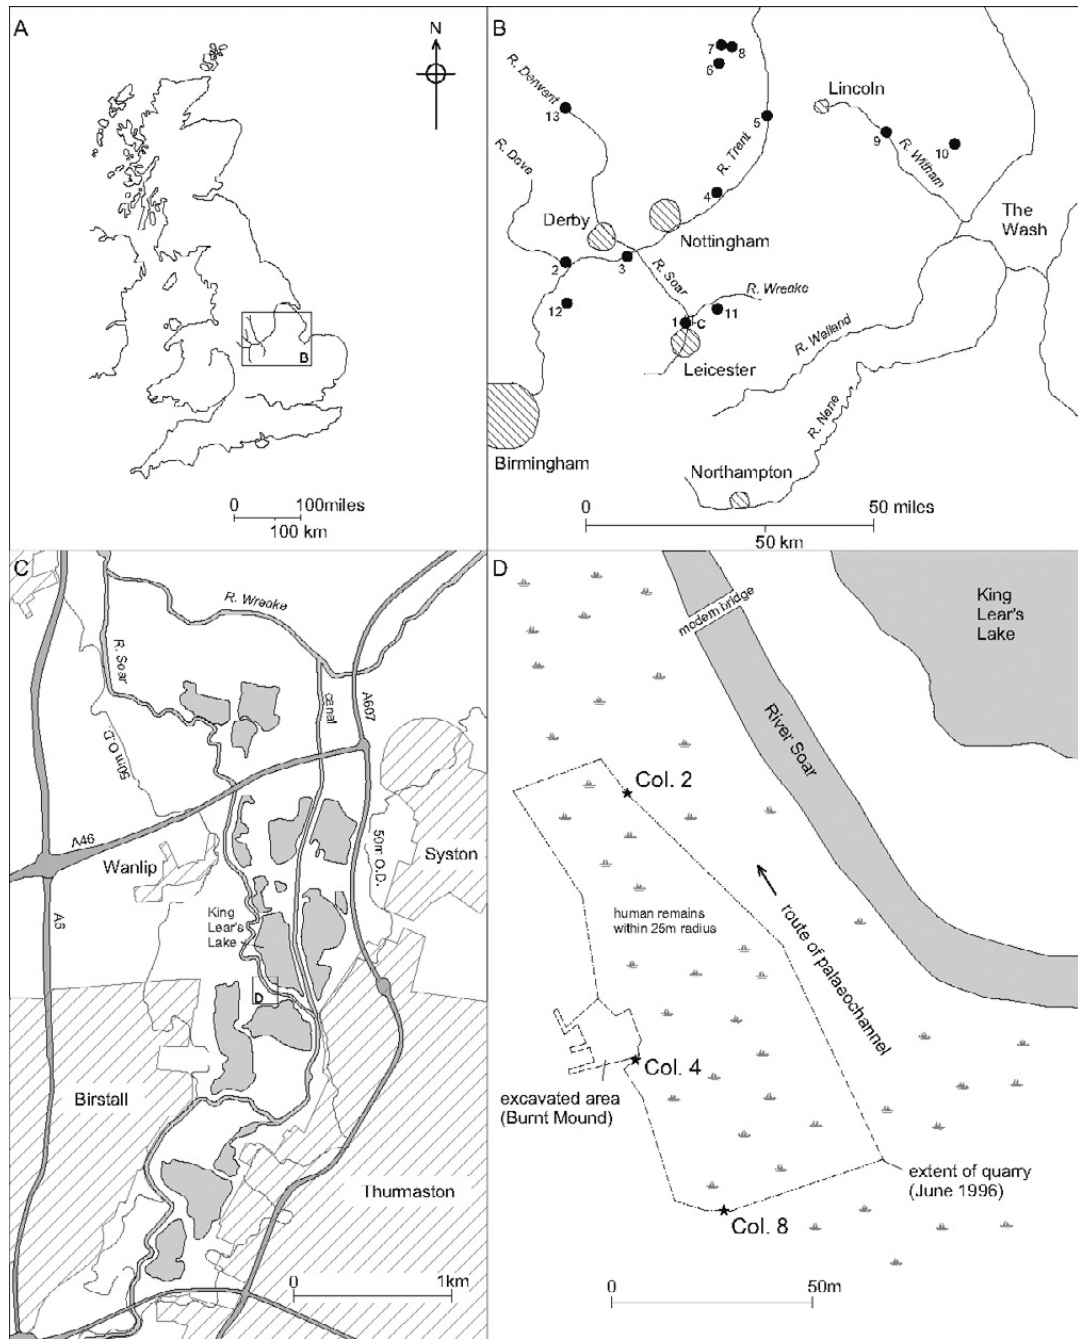 A
N
B
0 100miles
100 km
B
7
8
6
R. Derwent
13
Lincoln
5
9
R. Witham
10
R. Dove
R. Trent
4
Derby
Nottingham
The
Wash
2
3
R. Soar
R. Wreake
12
1
C
11
R. Welland
Leicester
R. Nene
Birmingham
Northampton
0 50 miles
50 km
C
R. Wreake
R. Soar
canal
A607
50m O.D.
A46
Wanlip
50m O.D.
Syston
A6
King
Lear's
Lake
D
Birstall
Thurmaston
0 1km
D
modern bridge
King
Lear's
Lake
River Soar
Col. 2
human remains
within 25m radius
route of palaeochannel
Col. 4
excavated area
(Burnt Mound)
extent of quarry
(June 1996)
Col. 8
0 50m